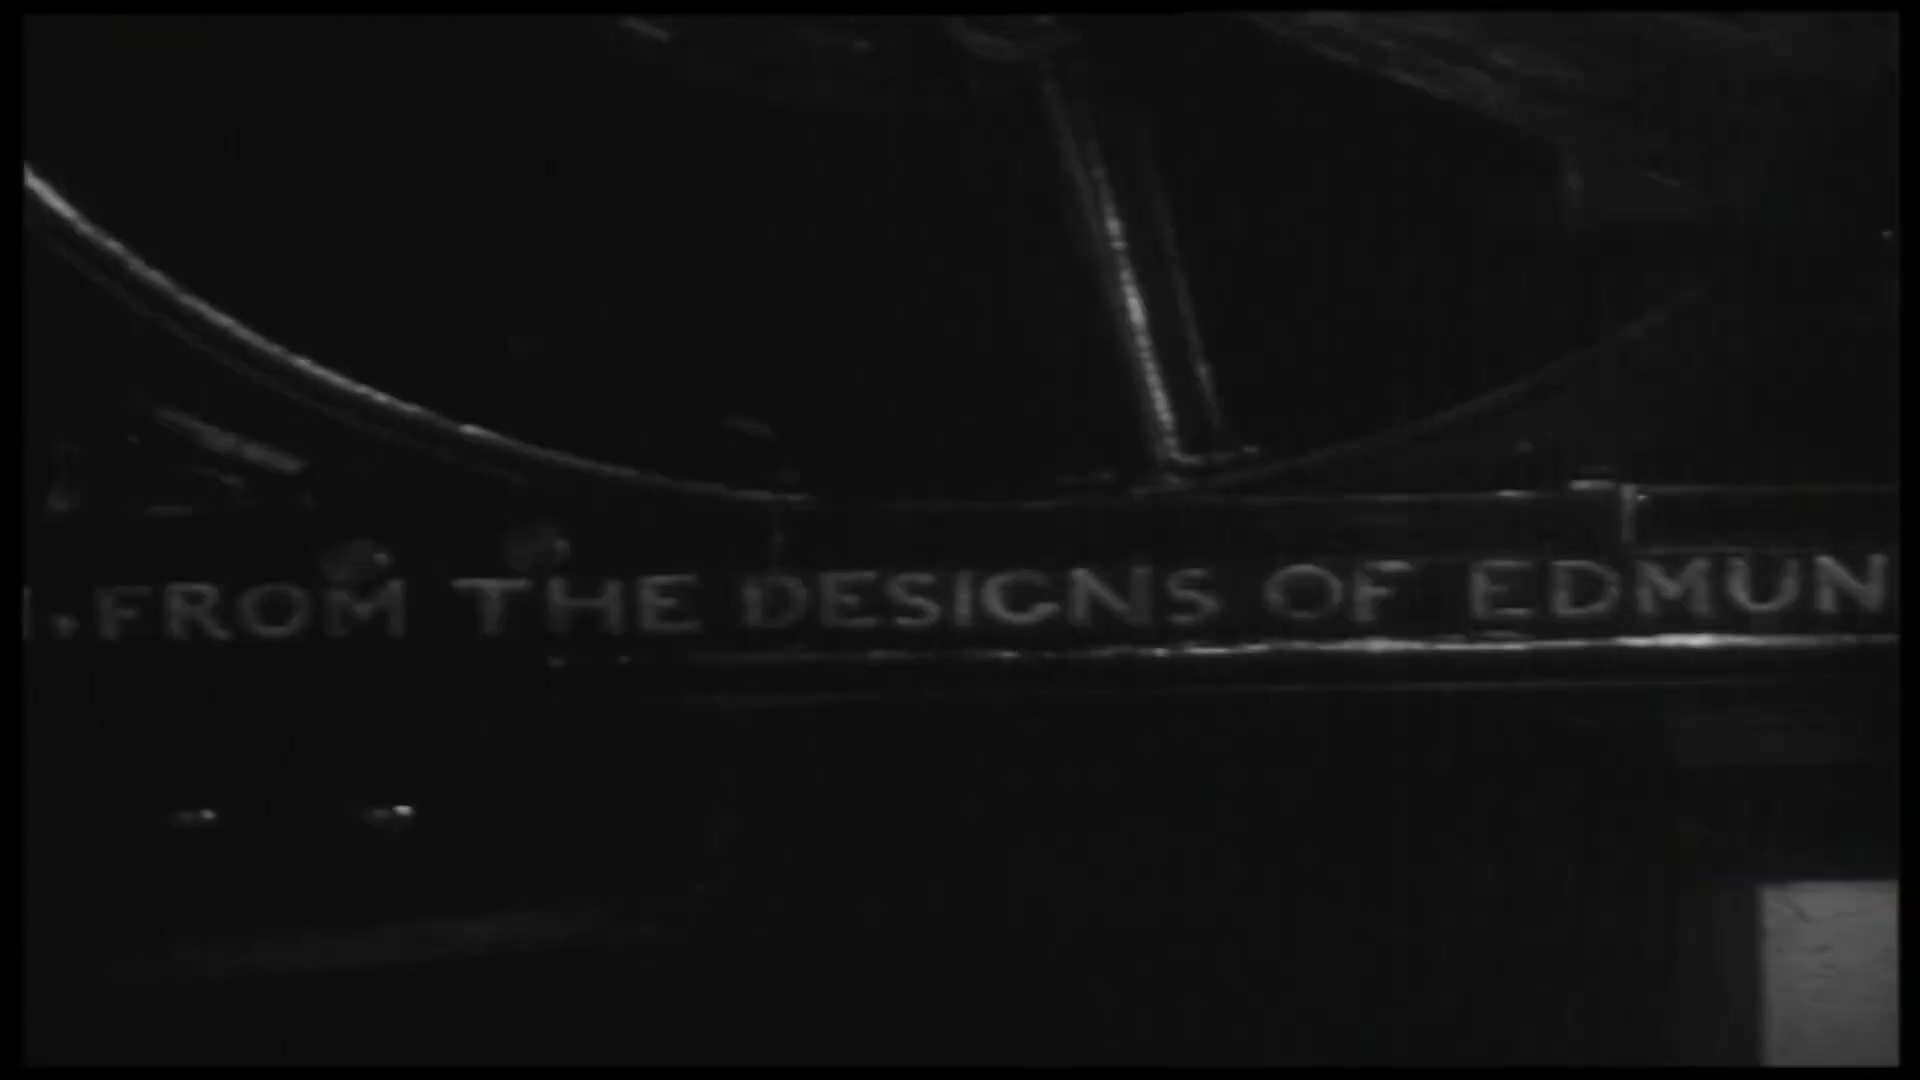 . FROM THE DESIGNS OF EDMUN